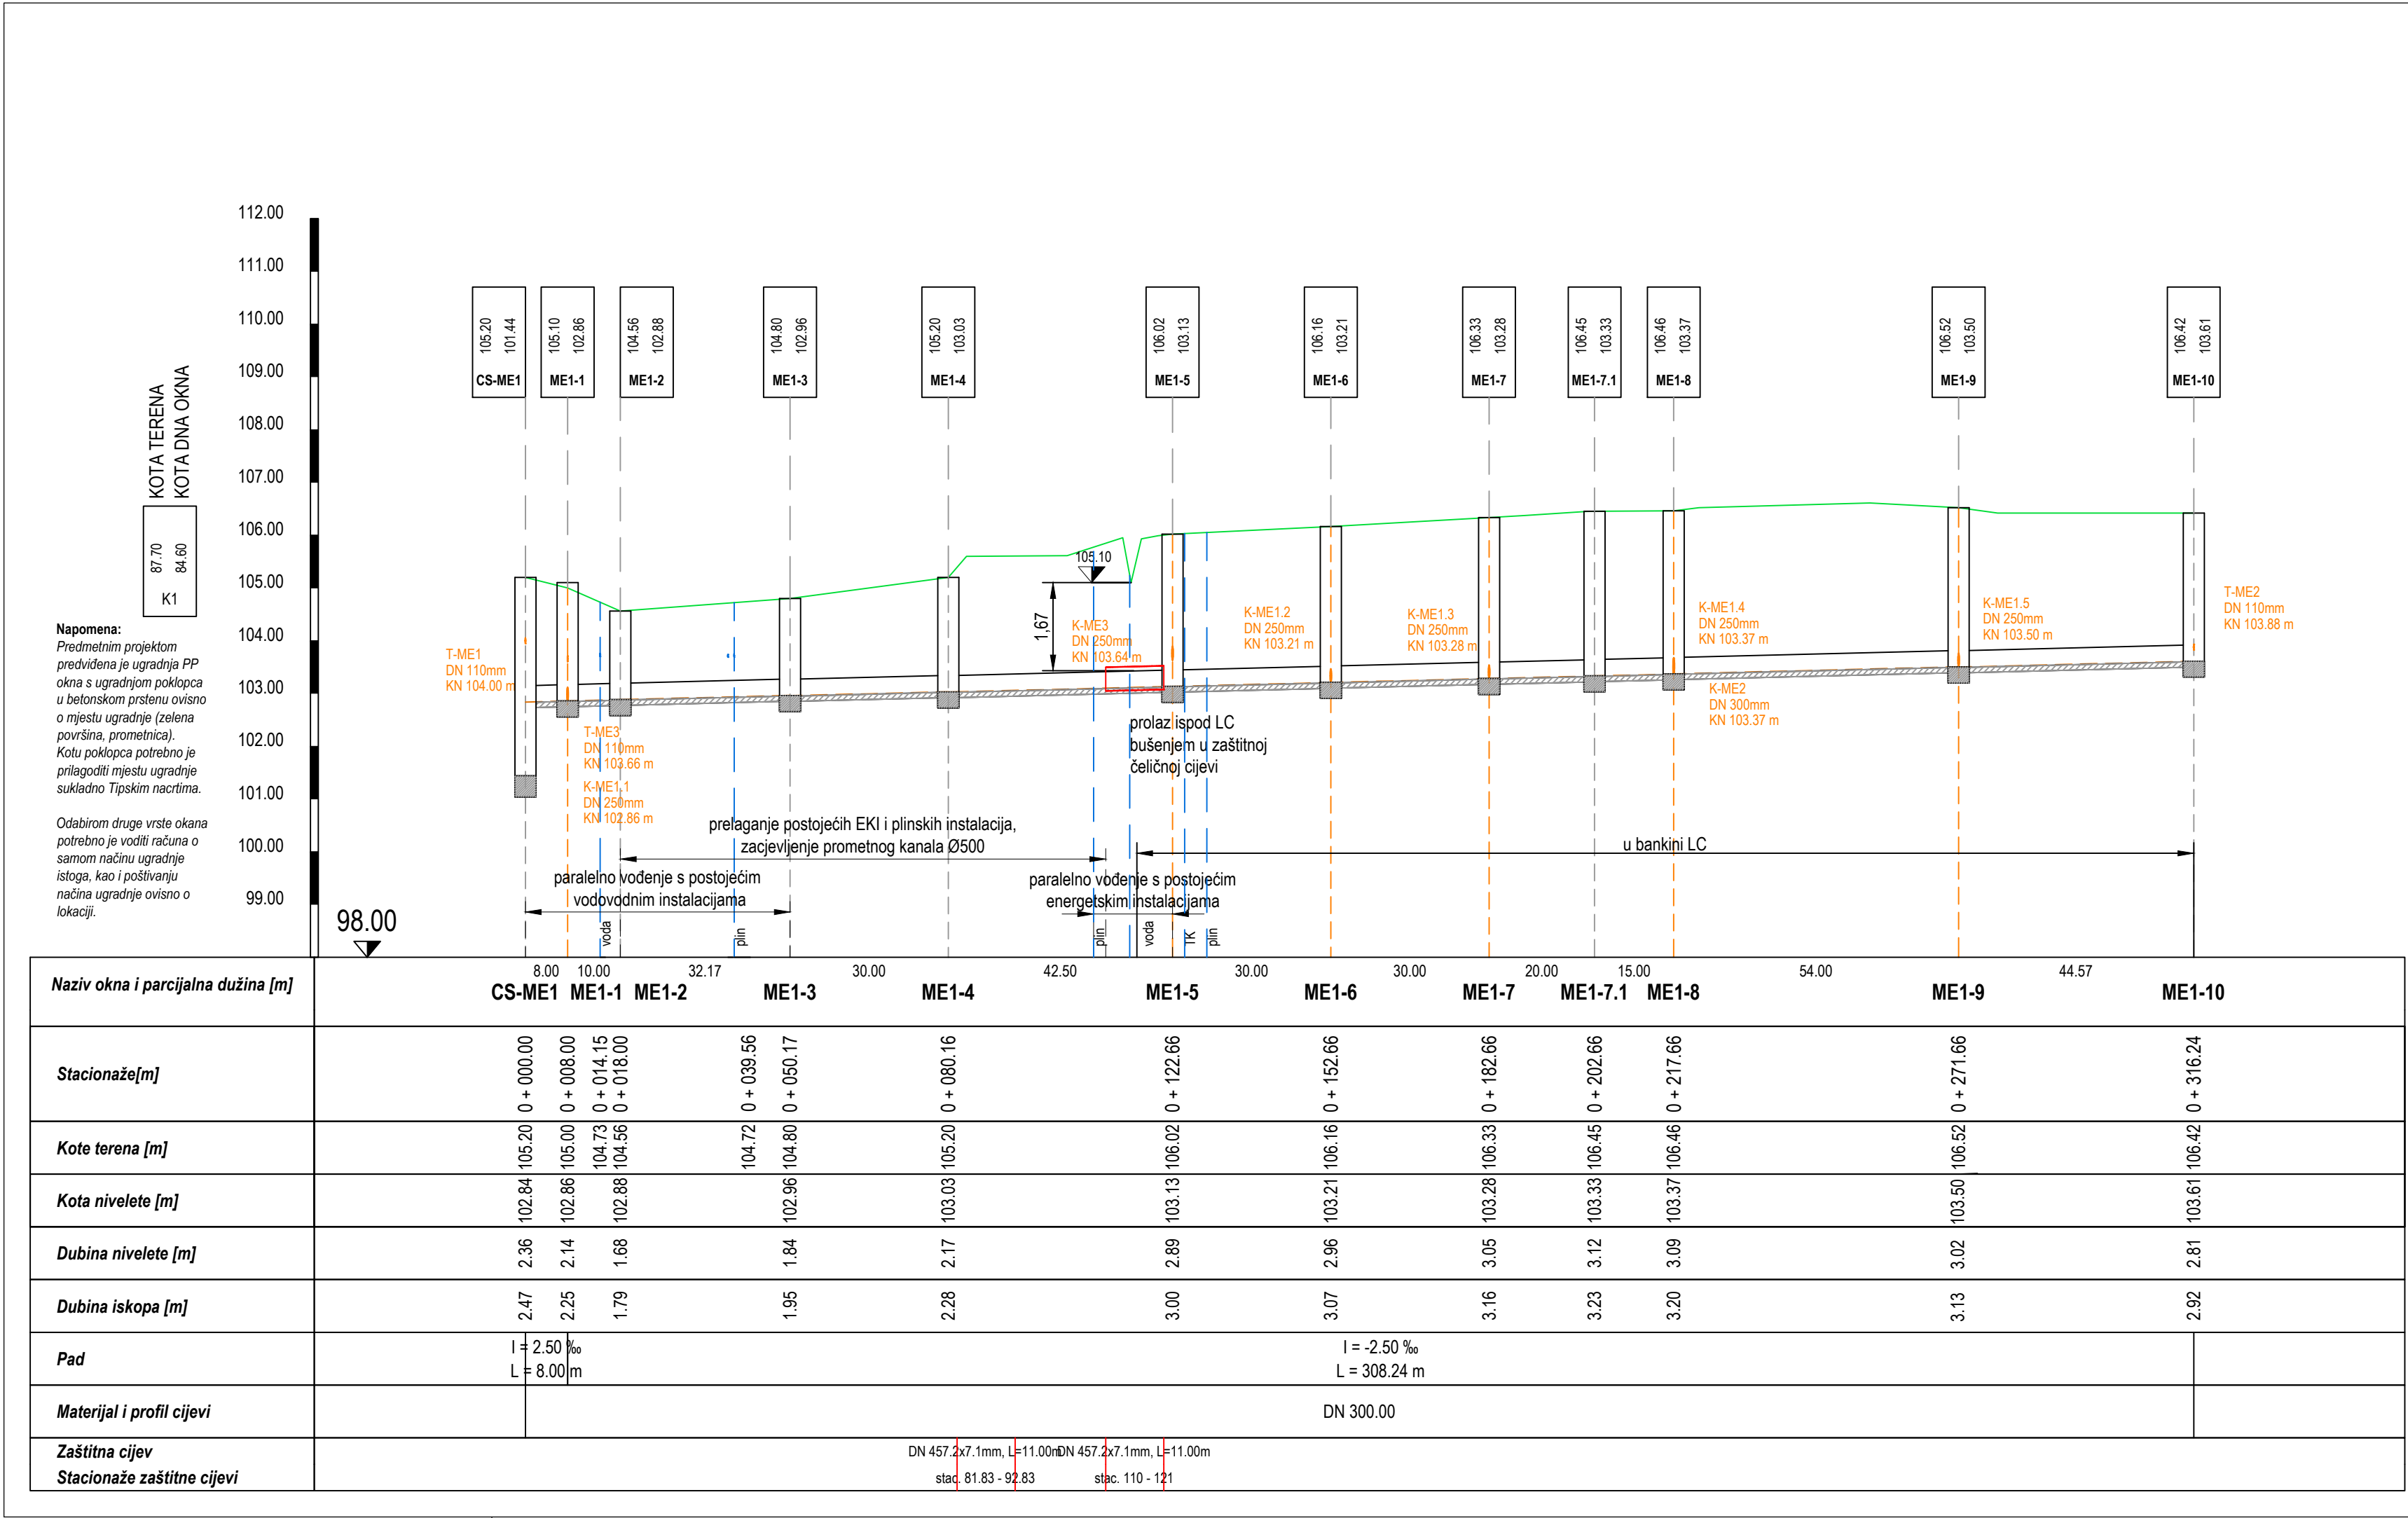 112.00
111.00
110.00
109.00
108.00
107.00
106.00
105.00
104.00
103.00
102.00
101.00
100.00
99.00
98.00
KOTA TERENA
KOTA DNA OKNA
87.70
84.60
K1
Napomena:
Predmetnim projektom
predviđena je ugradnja PP
okna s ugradnjom poklopca
u betonskom prstenu ovisno
o mjestu ugradnje (zelena
površina, prometnica).
Kotu poklopca potrebno je
prilagoditi mjestu ugradnje
sukladno Tipskim nacrtima.
Odabirom druge vrste okana
potrebno je voditi računa o
samom načinu ugradnje
istoga, kao i poštivanju
načina ugradnje ovisno o
lokaciji.
105.20
101.44
CS-ME1
105.10
102.86
ME1-1
104.56
102.88
ME1-2
104.80
102.96
ME1-3
105.20
103.03
ME1-4
106.02
103.13
ME1-5
106.16
103.21
ME1-6
106.33
103.28
ME1-7
106.45
103.33
ME1-7.1
106.46
103.37
ME1-8
106.52
103.50
ME1-9
106.42
103.61
ME1-10
T-ME1
DN 110mm
KN 104.00 m
T-ME3
DN 110mm
KN 103.66 m
K-ME1.1
DN 250mm
KN 102.86 m
105.10
1,67
K-ME3
DN 250mm
KN 103.64 m
K-ME1.2
DN 250mm
KN 103.21 m
K-ME1.3
DN 250mm
KN 103.28 m
K-ME1.4
DN 250mm
KN 103.37 m
K-ME2
DN 300mm
KN 103.37 m
K-ME1.5
DN 250mm
KN 103.50 m
T-ME2
DN 110mm
KN 103.88 m
prolaz ispod LC
bušenjem u zaštitnoj
čeličnoj cijevi
prelaganje postojećih EKI i plinskih instalacija,
zacjevljenje prometnog kanala Ø500
u bankini LC
paralelno vođenje s postojećim
vodovodnim instalacijama
paralelno vođenje s postojećim
energetskim instalacijama
voda
plin
plin
voda
TK
plin
Naziv okna i parcijalna dužina [m]
8.00 10.00 32.17 30.00 42.50 30.00 30.00 20.00 15.00 54.00 44.57
CS-ME1 ME1-1 ME1-2 ME1-3 ME1-4 ME1-5 ME1-6 ME1-7 ME1-7.1 ME1-8 ME1-9 ME1-10
Stacionaže[m]
0 + 000.00
0 + 008.00
0 + 014.15
0 + 018.00
0 + 039.56
0 + 050.17
0 + 080.16
0 + 122.66
0 + 152.66
0 + 182.66
0 + 202.66
0 + 217.66
0 + 271.66
0 + 316.24
Kote terena [m]
105.20
105.00
104.73
104.56
104.72
104.80
105.20
106.02
106.16
106.33
106.45
106.46
106.52
106.42
Kota nivelete [m]
102.84
102.86
102.88
102.96
103.03
103.13
103.21
103.28
103.33
103.37
103.50
103.61
Dubina nivelete [m]
2.36
2.14
1.68
1.84
2.17
2.89
2.96
3.05
3.12
3.09
3.02
2.81
Dubina iskopa [m]
2.47
2.25
1.79
1.95
2.28
3.00
3.07
3.16
3.23
3.20
3.13
2.92
Pad
I = 2.50 ‰
L = 8.00 m
I = -2.50 ‰
L = 308.24 m
Materijal i profil cijevi
DN 300.00
Zaštitna cijev
DN 457.2x7.1mm, L=11.00m
DN 457.2x7.1mm, L=11.00m
Stacionaže zaštitne cijevi
stac. 81.83 - 92.83
stac. 110 - 121